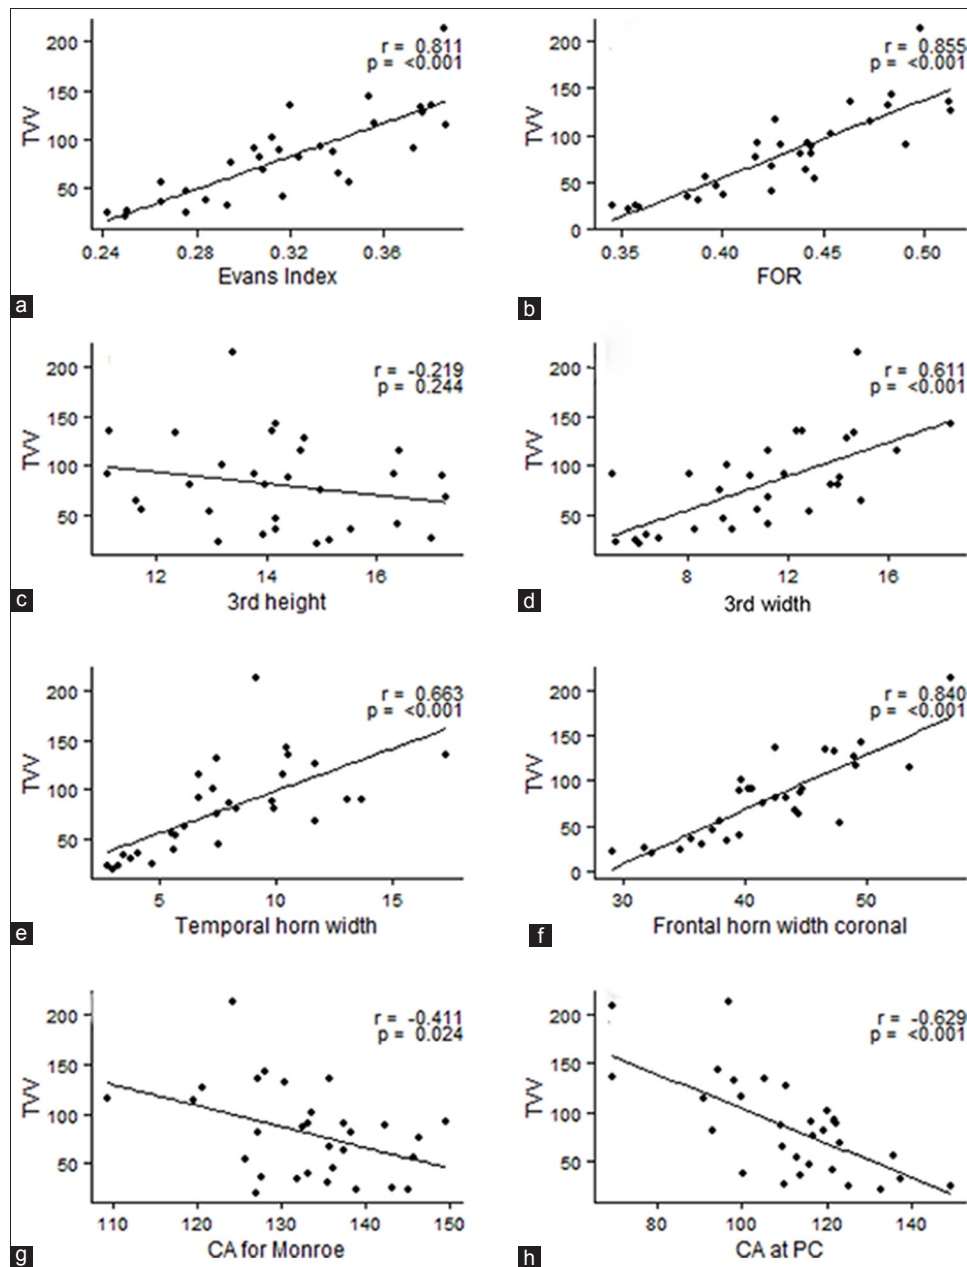 r = 0.811
p = <0.001
TVV
200
150
100
50
0.24 0.28 0.32 0.36
Evans Index
a
r = 0.855
p = <0.001
TVV
200
150
100
50
0
0.35 0.40 0.45 0.50
FOR
b
r = -0.219
p = 0.244
TVV
200
150
100
50
12 14 16
3rd height
c
r = 0.611
p = <0.001
TVV
200
150
100
50
8 12 16
3rd width
d
r = 0.663
p = <0.001
TVV
200
150
100
50
5 10 15
Temporal horn width
e
r = 0.840
p = <0.001
TVV
200
150
100
50
0
30 40 50
Frontal horn width coronal
f
r = -0.411
p = 0.024
TVV
200
150
100
50
110 120 130 140 150
CA for Monroe
g
r = -0.629
p = <0.001
TVV
200
150
100
50
80 100 120 140
CA at PC
h